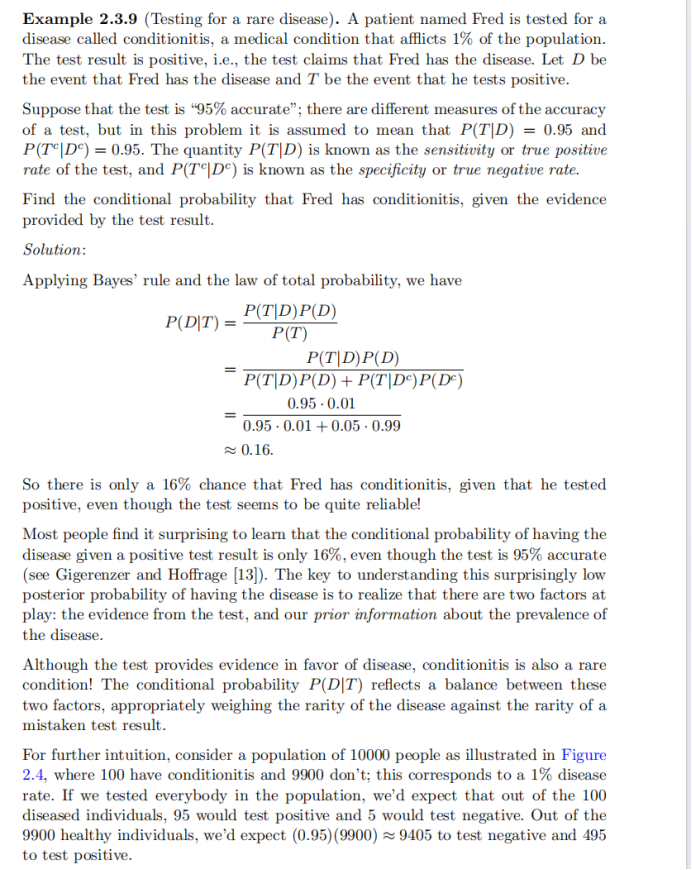 Example 2.3.9 (Testing for a rare disease). A patient named Fred is tested for a
disease called conditionitis, a medical condition that afflicts 1% of the population.
The test result is positive, i.e., the test claims that Fred has the disease. Let D be
the event that Fred has the disease and T be the event that he tests positive.
Suppose that the test is “95% accurate”; there are different measures of the accuracy
of a test, but in this problem it is assumed to mean that P(T|D) = 0.95 and
P(Tᶜ|Dᶜ) = 0.95. The quantity P(T|D) is known as the sensitivity or true positive
rate of the test, and P(Tᶜ|Dᶜ) is known as the specificity or true negative rate.
Find the conditional probability that Fred has conditionitis, given the evidence
provided by the test result.
Solution:
Applying Bayes’ rule and the law of total probability, we have
P(D|T) = P(T|D)P(D) / P(T)
= P(T|D)P(D) / P(T|D)P(D) + P(T|Dᶜ)P(Dᶜ)
= 0.95 · 0.01 / 0.95 · 0.01 + 0.05 · 0.99
≈ 0.16.
So there is only a 16% chance that Fred has conditionitis, given that he tested
positive, even though the test seems to be quite reliable!
Most people find it surprising to learn that the conditional probability of having the
disease given a positive test result is only 16%, even though the test is 95% accurate
(see Gigerenzer and Hoffrage [13]). The key to understanding this surprisingly low
posterior probability of having the disease is to realize that there are two factors at
play: the evidence from the test, and our prior information about the prevalence of
the disease.
Although the test provides evidence in favor of disease, conditionitis is also a rare
condition! The conditional probability P(D|T) reflects a balance between these
two factors, appropriately weighing the rarity of the disease against the rarity of a
mistaken test result.
For further intuition, consider a population of 10000 people as illustrated in Figure
2.4, where 100 have conditionitis and 9900 don’t; this corresponds to a 1% disease
rate. If we tested everybody in the population, we’d expect that out of the 100
diseased individuals, 95 would test positive and 5 would test negative. Out of the
9900 healthy individuals, we’d expect (0.95)(9900) ≈ 9405 to test negative and 495
to test positive.